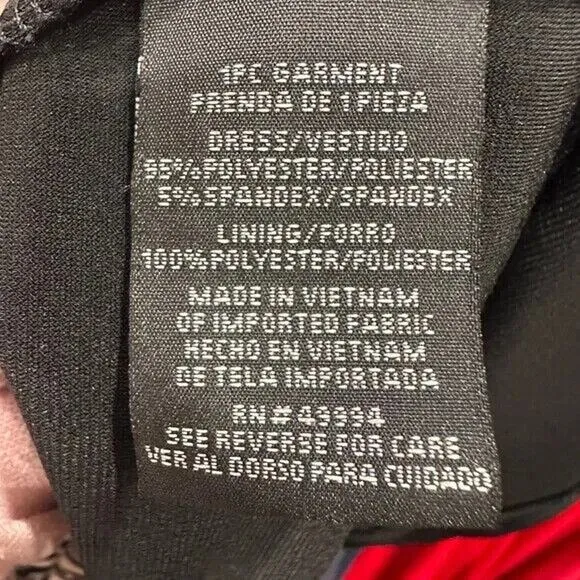 1PC GARMENT
PRENDA DE 1 PIEZA
DRESS/VESTIDO
95%POLYESTER/POLIESTER
5%SPANDEX/SPANDEX
LINING/FORRO
100%POLYESTER/POLIESTER
MADE IN VIETNAM
OF IMPORTED FABRIC
HECHO EN VIETNAM
DE TELA IMPORTADA
RN# 49994
SEE REVERSE FOR CARE
VER AL DORSO PARA CUIDADO